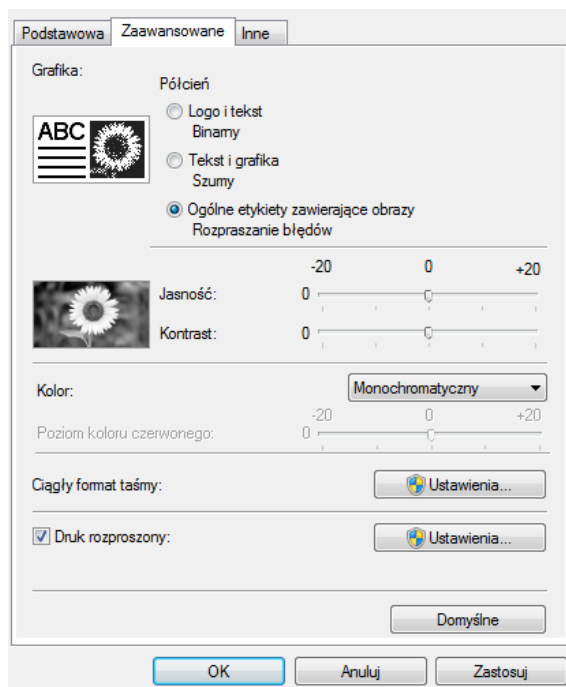 Podstawowa Zaawansowane Inne
Grafika:
Półcień
ABC
Logo i tekst
Binarny
Tekst i grafika
Szumy
Ogólne etykiety zawierające obrazy
Rozpraszanie błędów
-20 0 +20
Jasność: 0
Kontrast: 0
Kolor: Monochromatyczny
-20 0 +20
Poziom koloru czerwonego: 0
Ciągły format taśmy: Ustawienia...
Druk rozproszony: Ustawienia...
Domyślne
OK Anuluj Zastosuj